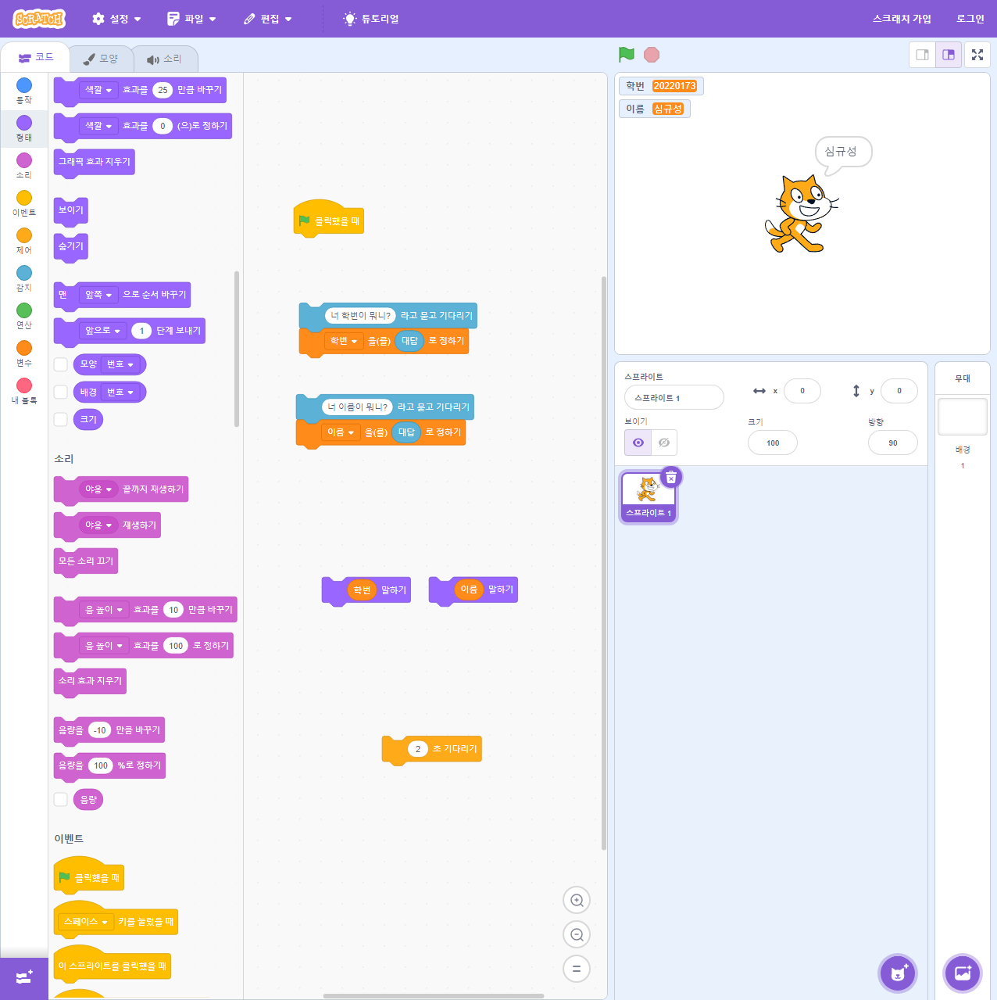 SCRATCH 설정 파일 편집 튜토리얼 스크래치 가입 로그인
코드 모양 소리
동작
형태
소리
이벤트
제어
감지
연산
변수
내 블록
색깔 효과를 25 만큼 바꾸기
색깔 효과를 0 (으)로 정하기
그래픽 효과 지우기
보이기
숨기기
맨 앞쪽 으로 순서 바꾸기
앞으로 1 단계 보내기
모양 번호
배경 번호
크기
소리
야옹 끝까지 재생하기
야옹 재생하기
모든 소리 끄기
음 높이 효과를 10 만큼 바꾸기
음 높이 효과를 100 로 정하기
소리 효과 지우기
음량을 -10 만큼 바꾸기
음량을 100 %로 정하기
음량
이벤트
클릭했을 때
스페이스 키를 눌렀을 때
이 스프라이트를 클릭했을 때
클릭했을 때
너 학번이 뭐니? 라고 묻고 기다리기
학번 을(를) 대답 로 정하기
너 이름이 뭐니? 라고 묻고 기다리기
이름 을(를) 대답 로 정하기
학번 말하기 이름 말하기
2 초 기다리기
학번 20220173
이름 심규성
심규성
스프라이트
스프라이트 1 x 0 y 0
보이기 크기 방향
100 90
스프라이트 1
무대
배경
1